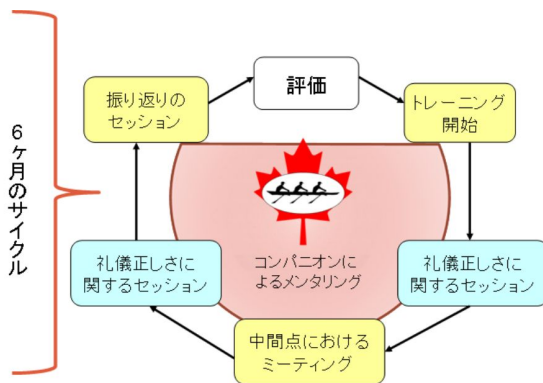 6ヶ月のサイクル
評価
振り返りの
セッション
トレーニング
開始
礼儀正しさに
関するセッション
コンパニオンに
よるメンタリング
礼儀正しさに
関するセッション
中間点における
ミーティング